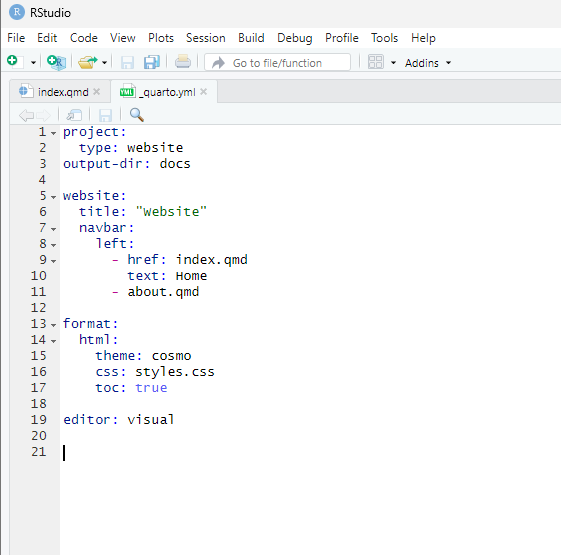 RStudio
File Edit Code View Plots Session Build Debug Profile Tools Help
Go to file/function Addins
index.qmd _quarto.yml
1 project:
2   type: website
3 output-dir: docs
4
5 website:
6   title: "Website"
7   navbar:
8     left:
9       - href: index.qmd
10         text: Home
11       - about.qmd
12
13 format:
14   html:
15     theme: cosmo
16     css: styles.css
17     toc: true
18
19 editor: visual
20
21